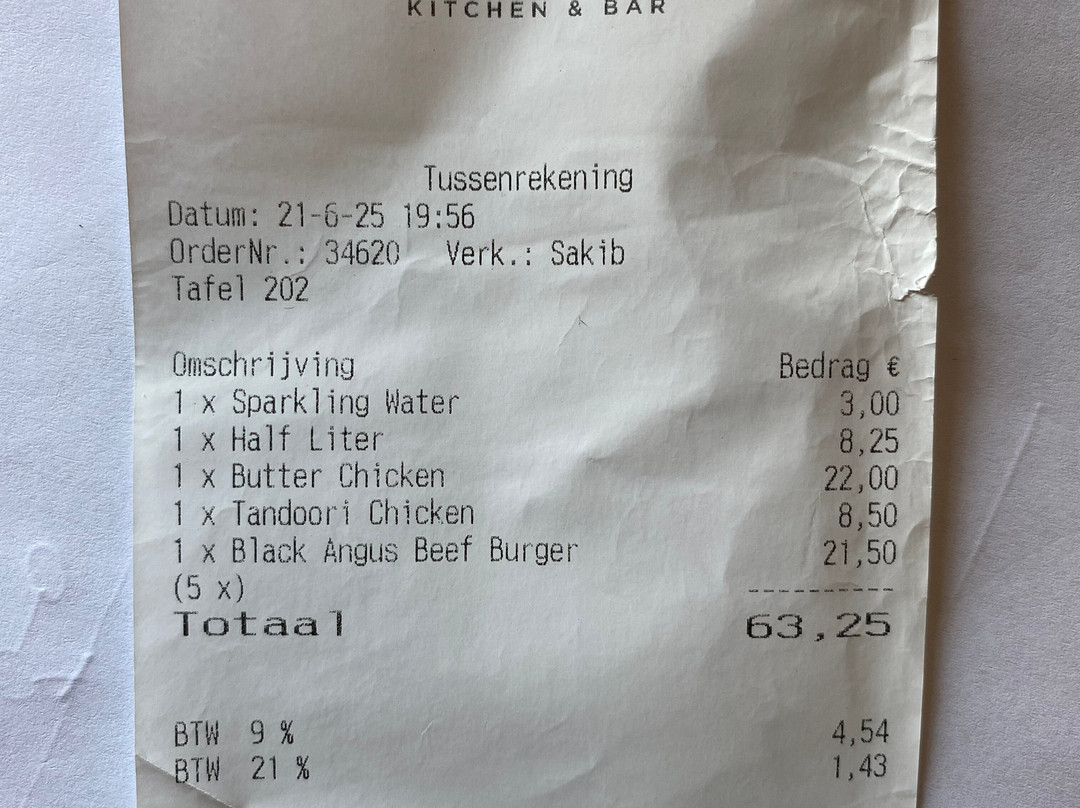 KITCHEN & BAR
Tussenrekening
Datum: 21-6-25 19:56
OrderNr.: 34620 Verk.: Sakib
Tafel 202
Omschrijving Bedrag €
1 x Sparkling Water 3,00
1 x Half Liter 8,25
1 x Butter Chicken 22,00
1 x Tandoori Chicken 8,50
1 x Black Angus Beef Burger 21,50
(5 x) ----------
Totaal 63,25
BTW 9 % 4,54
BTW 21 % 1,43